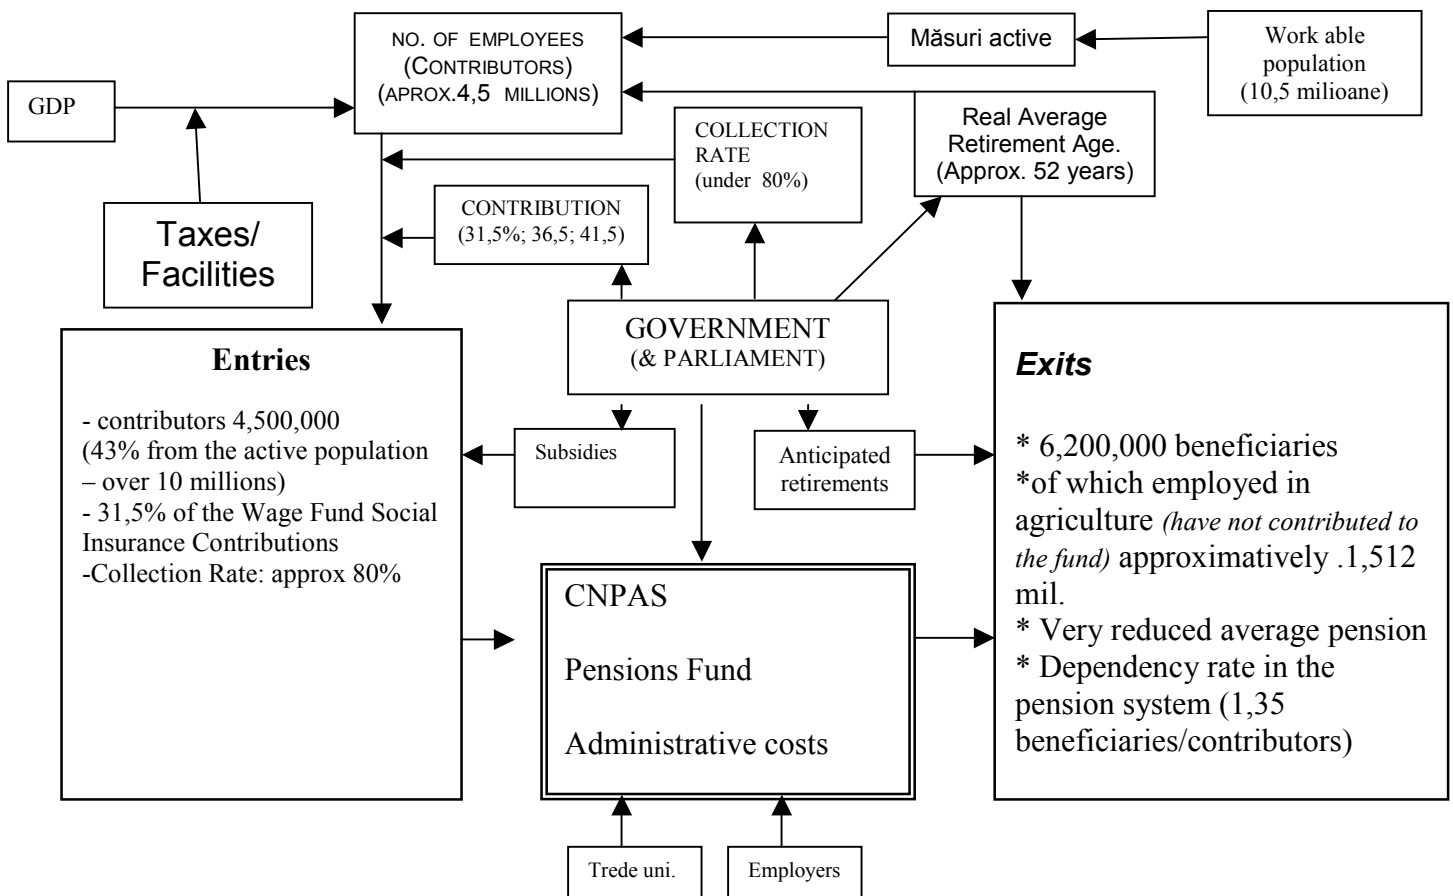 NO. OF EMPLOYEES
(CONTRIBUTORS)
(APROX.4,5 MILLIONS)
Măsuri active
Work able
population
(10,5 milioane)
GDP
COLLECTION
RATE
(under 80%)
Real Average
Retirement Age.
(Approx. 52 years)
Taxes/
Facilities
CONTRIBUTION
(31,5%; 36,5; 41,5)
GOVERNMENT
(& PARLIAMENT)
Entries
- contributors 4,500,000
(43% from the active population
– over 10 millions)
- 31,5% of the Wage Fund Social
Insurance Contributions
-Collection Rate: approx 80%
Subsidies
Anticipated
retirements
Exits
* 6,200,000 beneficiaries
*of which employed in
agriculture (have not contributed to
the fund) approximatively .1,512
mil.
* Very reduced average pension
* Dependency rate in the
pension system (1,35
beneficiaries/contributors)
CNPAS
Pensions Fund
Administrative costs
Trede uni.
Employers